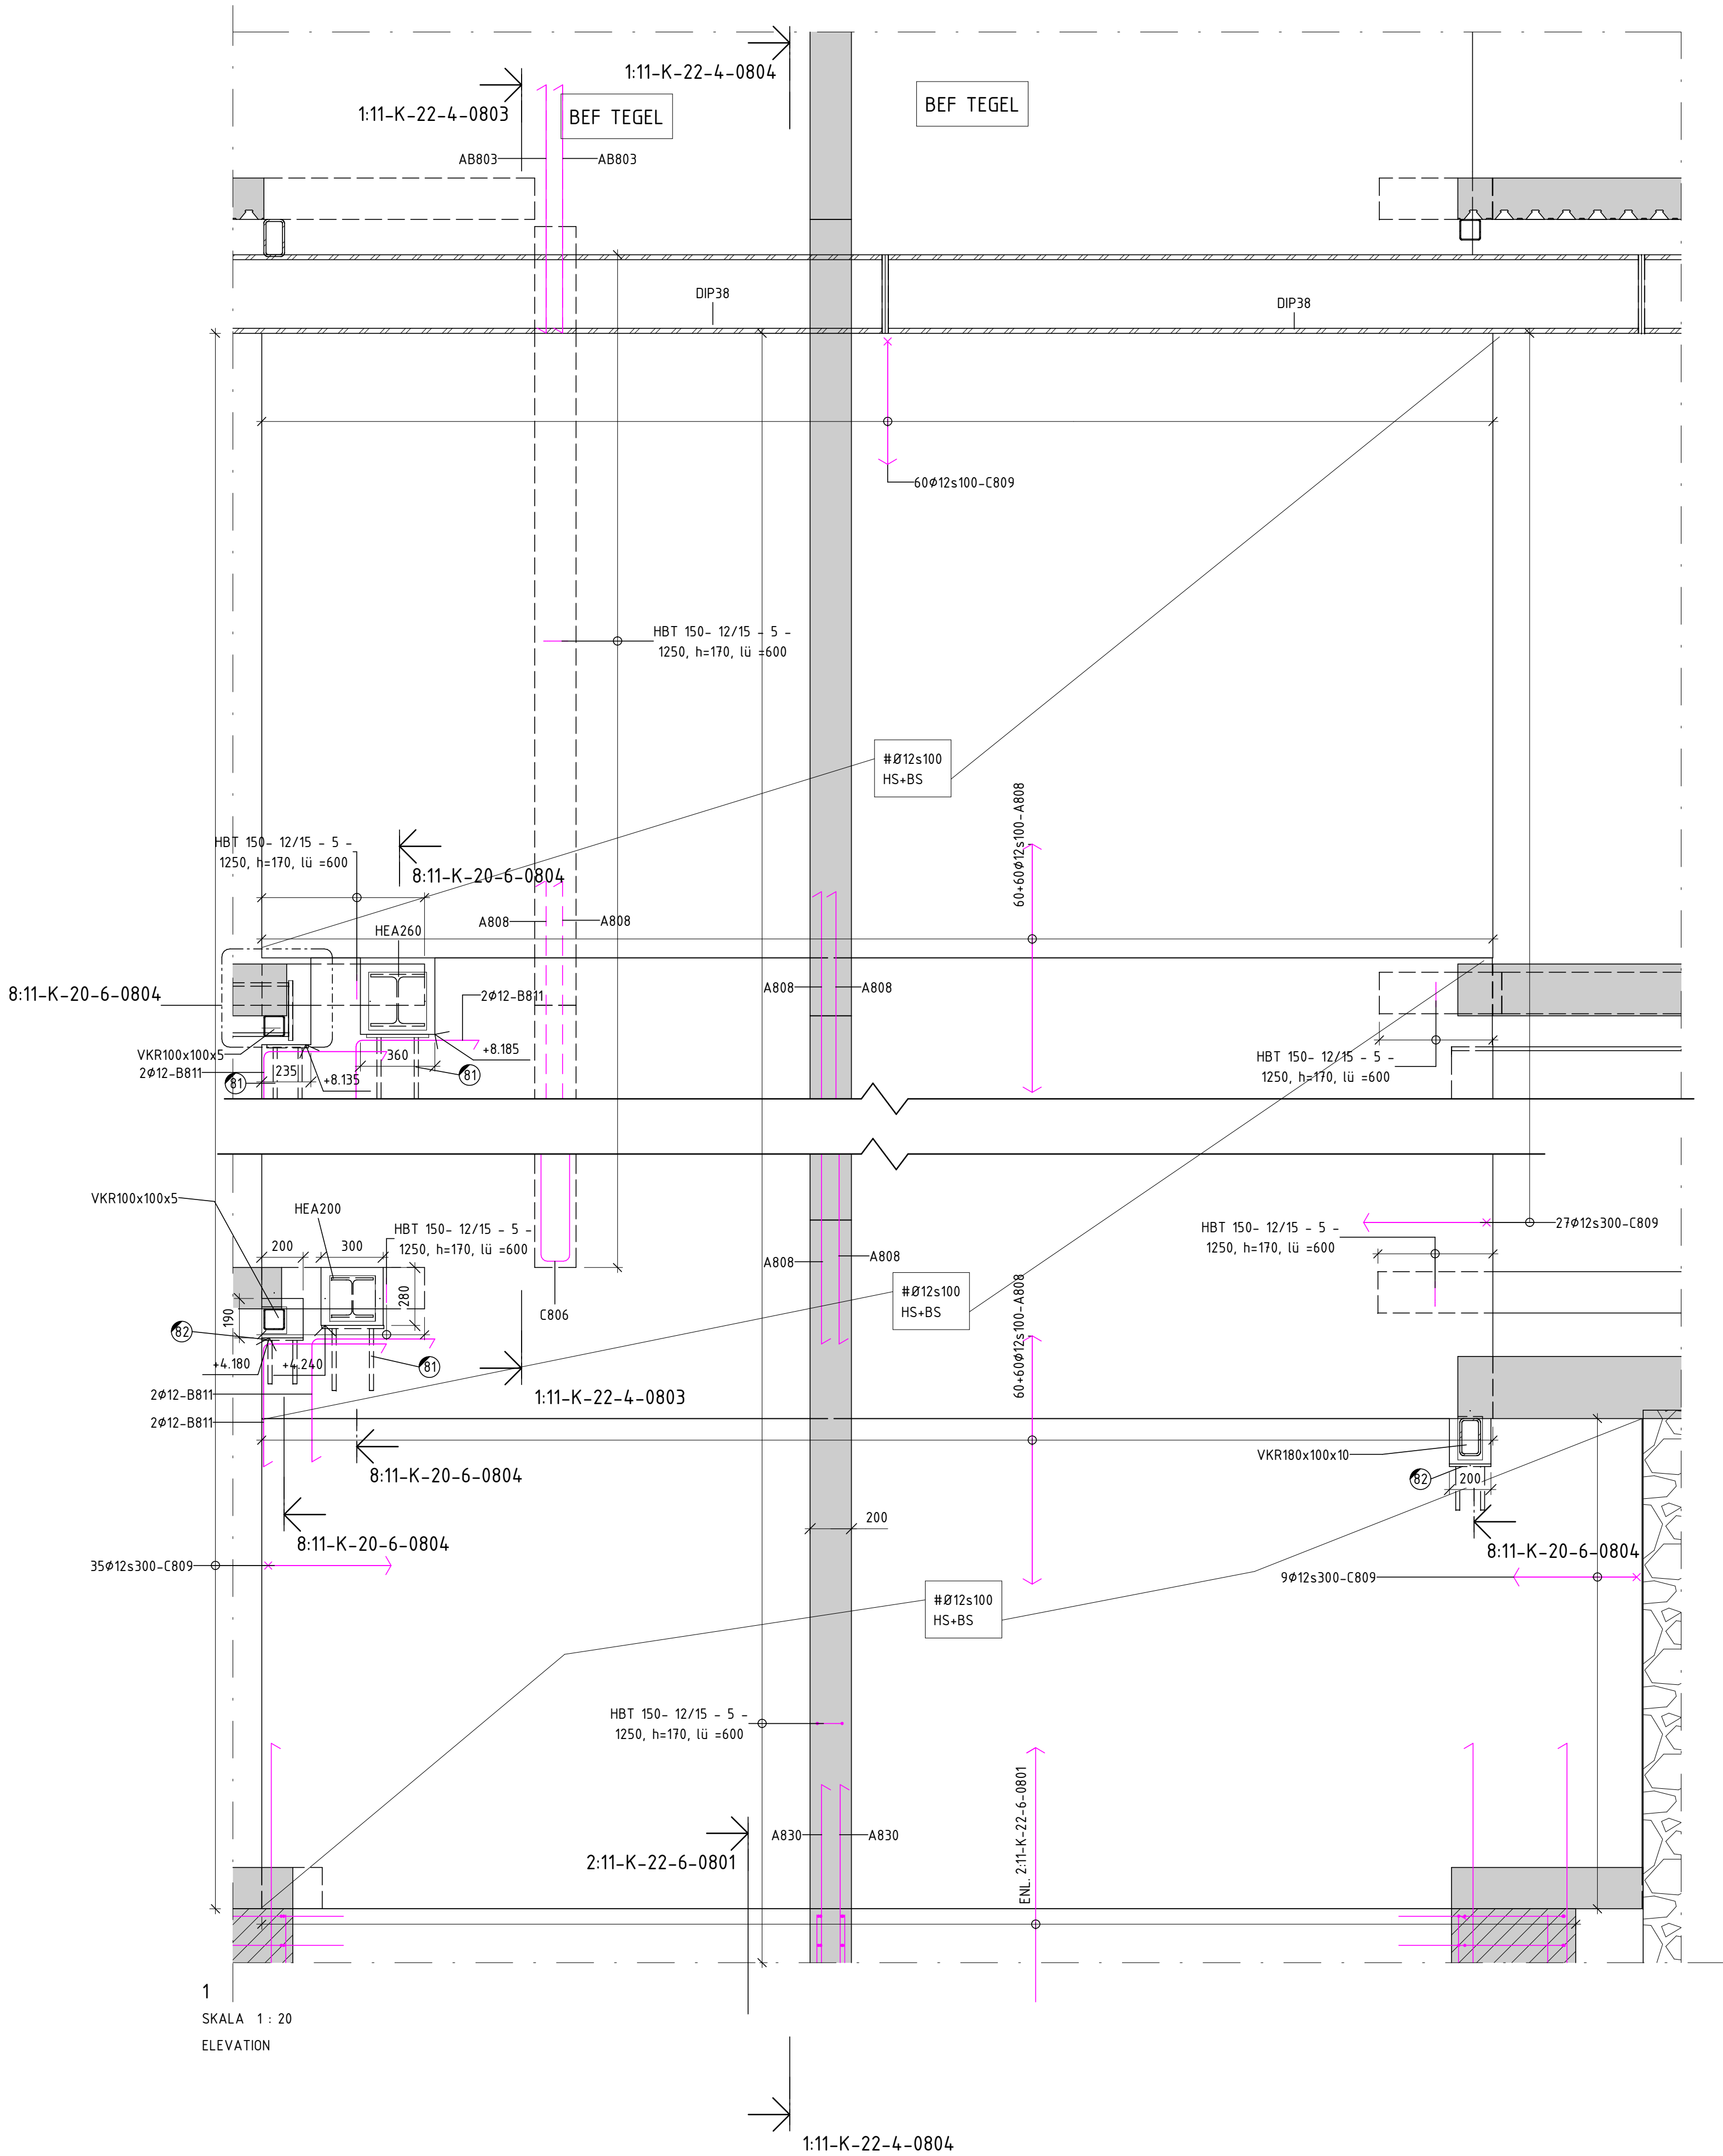 1:11-K-22-4-0804
1:11-K-22-4-0803
BEF TEGEL
BEF TEGEL
AB803
AB803
DIP38
DIP38
60Ø12s100-C809
HBT 150- 12/15 - 5 -
1250, h=170, lü =600
#Ø12s100
HS+BS
60+60Ø12s100-A808
HBT 150- 12/15 - 5 -
1250, h=170, lü =600
8:11-K-20-6-0804
A808
A808
HEA260
8:11-K-20-6-0804
A808
A808
2Ø12-B811
VKR100x100x5
2Ø12-B811
81
235
+8.135
360
+8.185
81
HBT 150- 12/15 - 5 -
1250, h=170, lü =600
VKR100x100x5
HEA200
200
300
HBT 150- 12/15 - 5 -
1250, h=170, lü =600
HBT 150- 12/15 - 5 -
1250, h=170, lü =600
27Ø12s300-C809
A808
A808
#Ø12s100
HS+BS
60+60Ø12s100-A808
190
280
82
C806
+4.180
+4.240
81
2Ø12-B811
2Ø12-B811
1:11-K-22-4-0803
8:11-K-20-6-0804
VKR180x100x10
82
200
200
8:11-K-20-6-0804
8:11-K-20-6-0804
35Ø12s300-C809
9Ø12s300-C809
#Ø12s100
HS+BS
HBT 150- 12/15 - 5 -
1250, h=170, lü =600
ENL. 2:11-K-22-6-0801
A830
A830
2:11-K-22-6-0801
1
SKALA 1 : 20
ELEVATION
1:11-K-22-4-0804